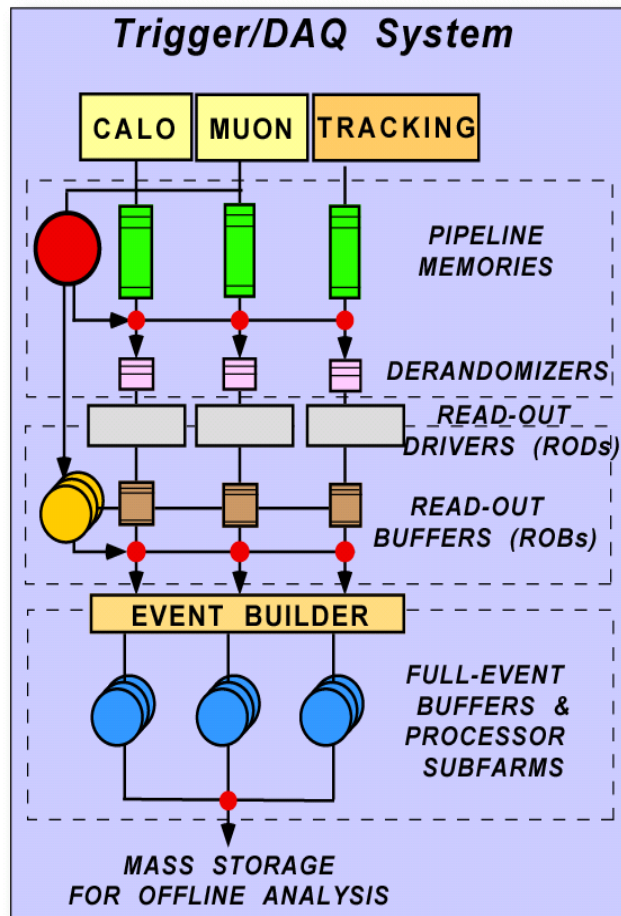 Trigger/DAQ System
CALO
MUON
TRACKING
PIPELINE
MEMORIES
DERANDOMIZERS
READ-OUT
DRIVERS (RODs)
READ-OUT
BUFFERS (ROBs)
EVENT BUILDER
FULL-EVENT
BUFFERS &
PROCESSOR
SUBFARMS
MASS STORAGE
FOR OFFLINE ANALYSIS